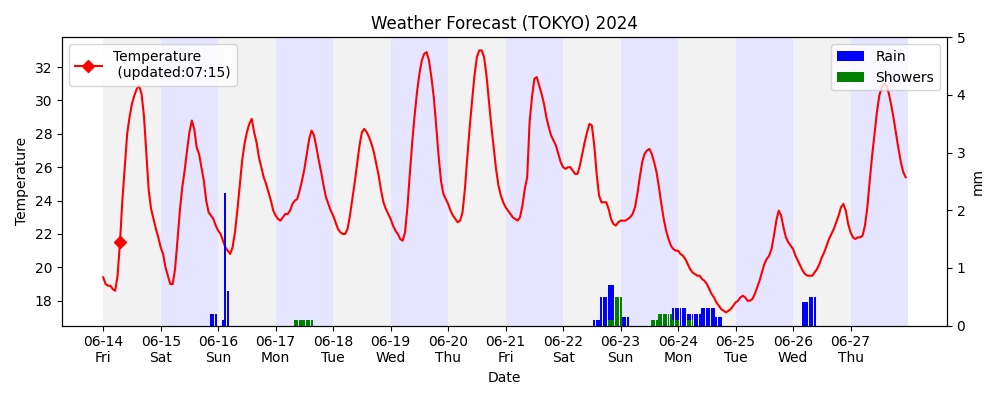 Weather Forecast (TOKYO) 2024
Temperature
(updated:07:15)
Rain
Showers
Temperature
32
30
28
26
24
22
20
18
5
4
3
2
1
0
mm
06-14 06-15 06-16 06-17 06-18 06-19 06-20 06-21 06-22 06-23 06-24 06-25 06-26 06-27
Fri Sat Sun Mon Tue Wed Thu Fri Sat Sun Mon Tue Wed Thu
Date